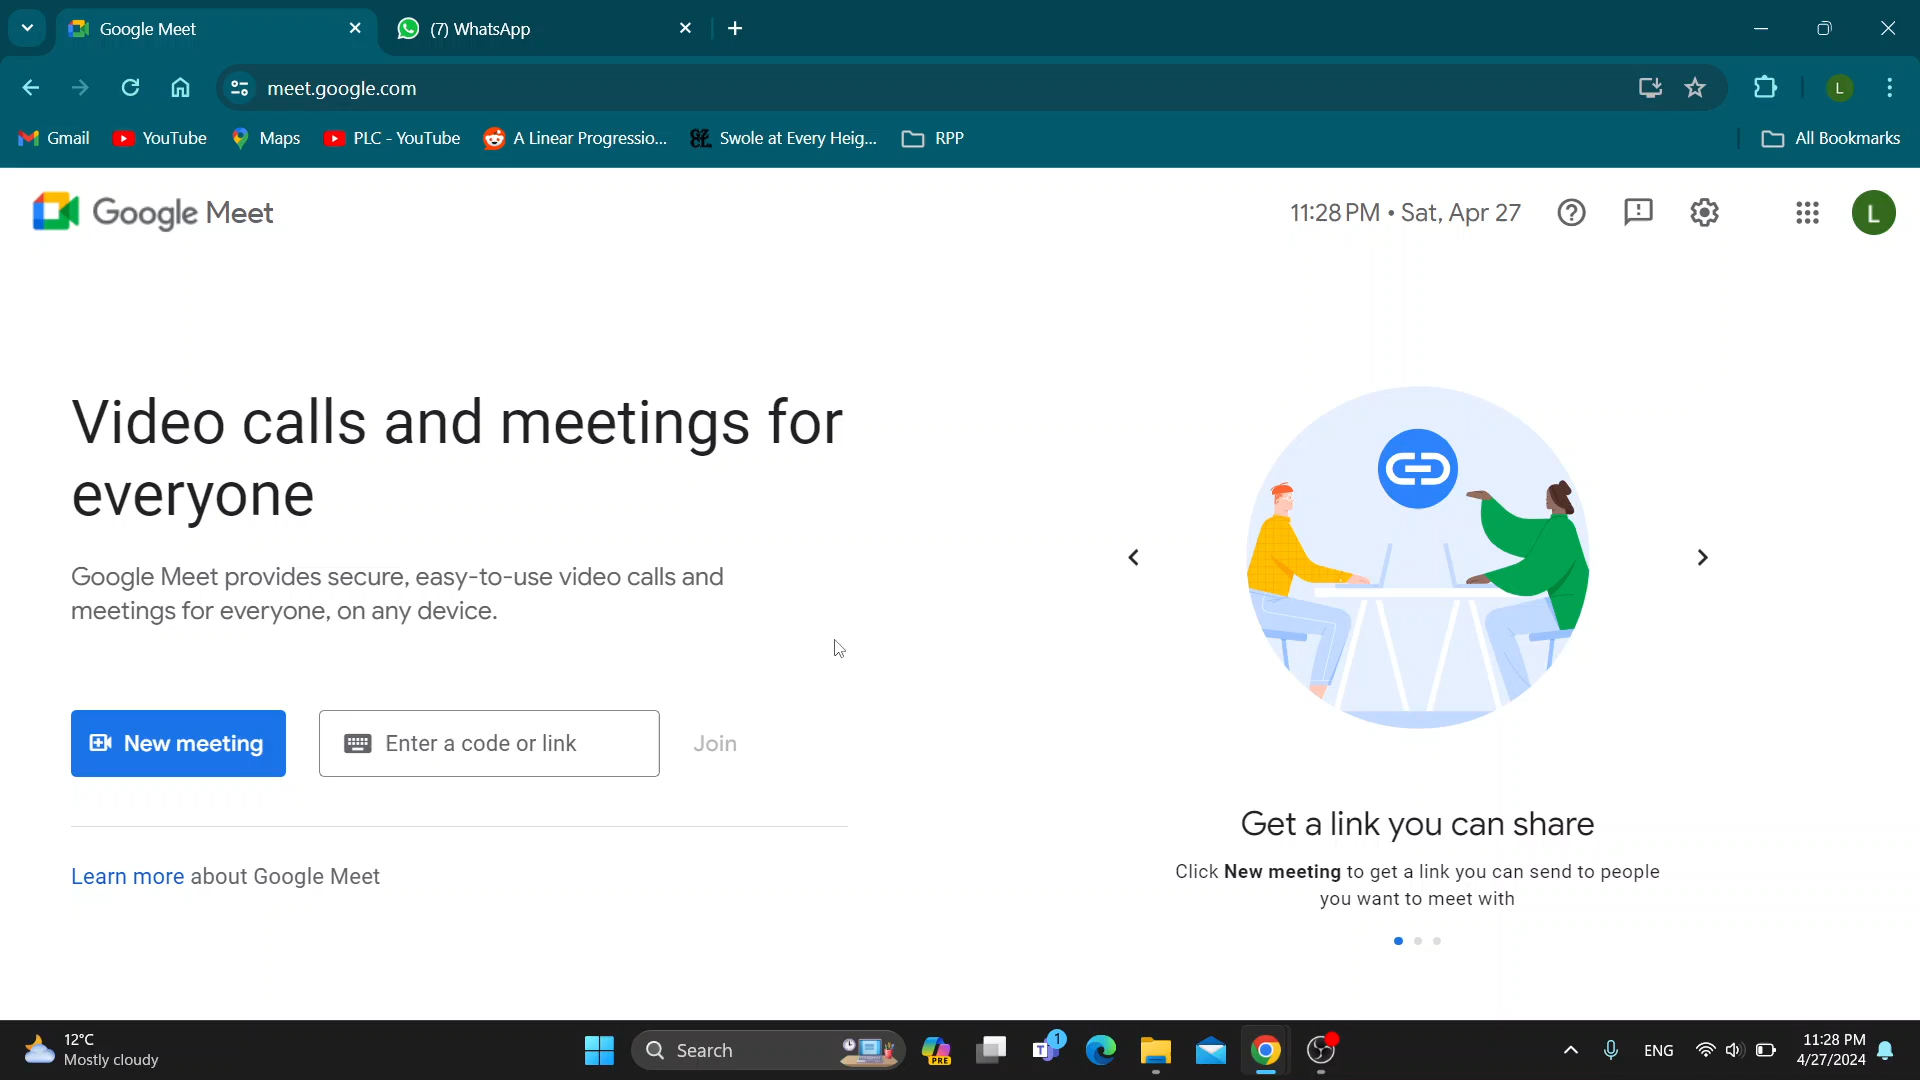 Google Meet
(7) WhatsApp
meet.google.com
L
Gmail
YouTube
Maps
PLC - YouTube
A Linear Progressio...
Swole at Every Heig...
RPP
All Bookmarks
Google Meet
11:28 PM • Sat, Apr 27
L
Video calls and meetings for
everyone
Google Meet provides secure, easy-to-use video calls and
meetings for everyone, on any device.
New meeting
Enter a code or link
Join
Learn more about Google Meet
Get a link you can share
Click New meeting to get a link you can send to people
you want to meet with
12°C
Mostly cloudy
Search
PRE
1
ENG
11:28 PM
4/27/2024